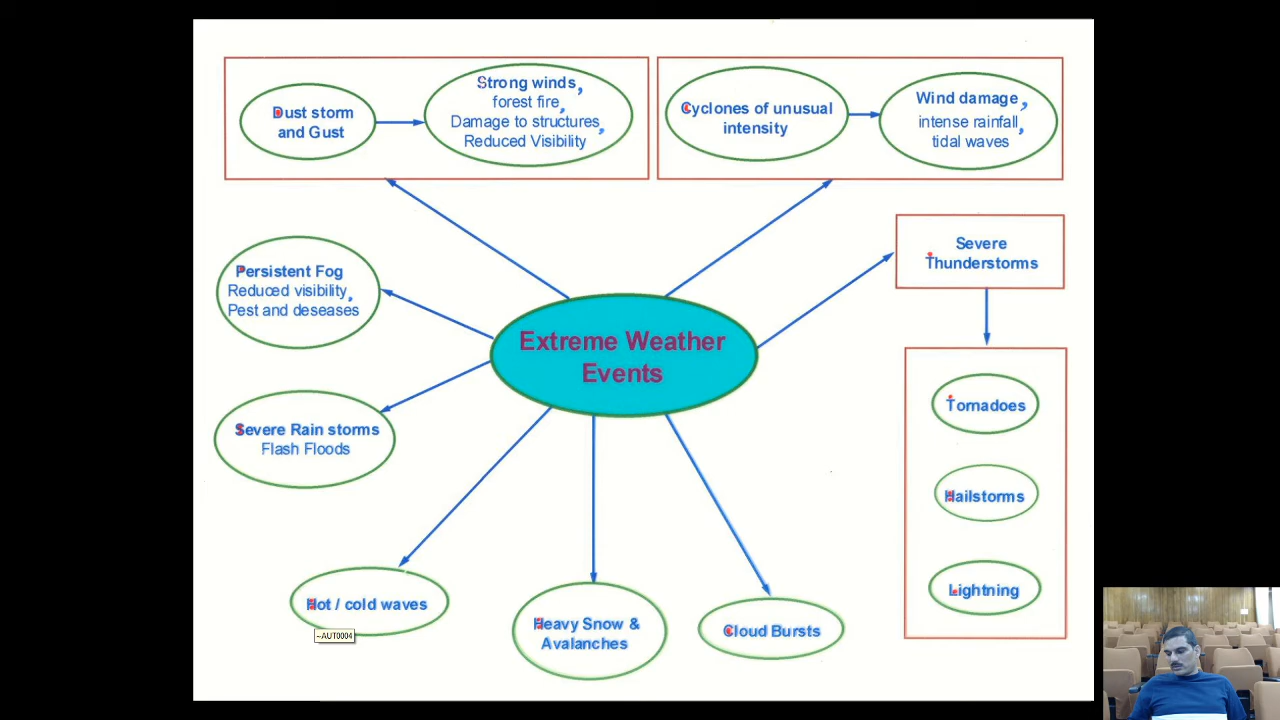 Dust storm
and Gust
Strong winds,
forest fire,
Damage to structures,
Reduced Visibility
Cyclones of unusual
intensity
Wind damage,
intense rainfall,
tidal waves
Severe
Thunderstorms
Persistent Fog
Reduced visibility,
Pest and deseases
Extreme Weather
Events
Severe Rain storms
Flash Floods
Tornadoes
Hailstorms
Lightning
Hot / cold waves
~AUT0004
Heavy Snow &
Avalanches
Cloud Bursts